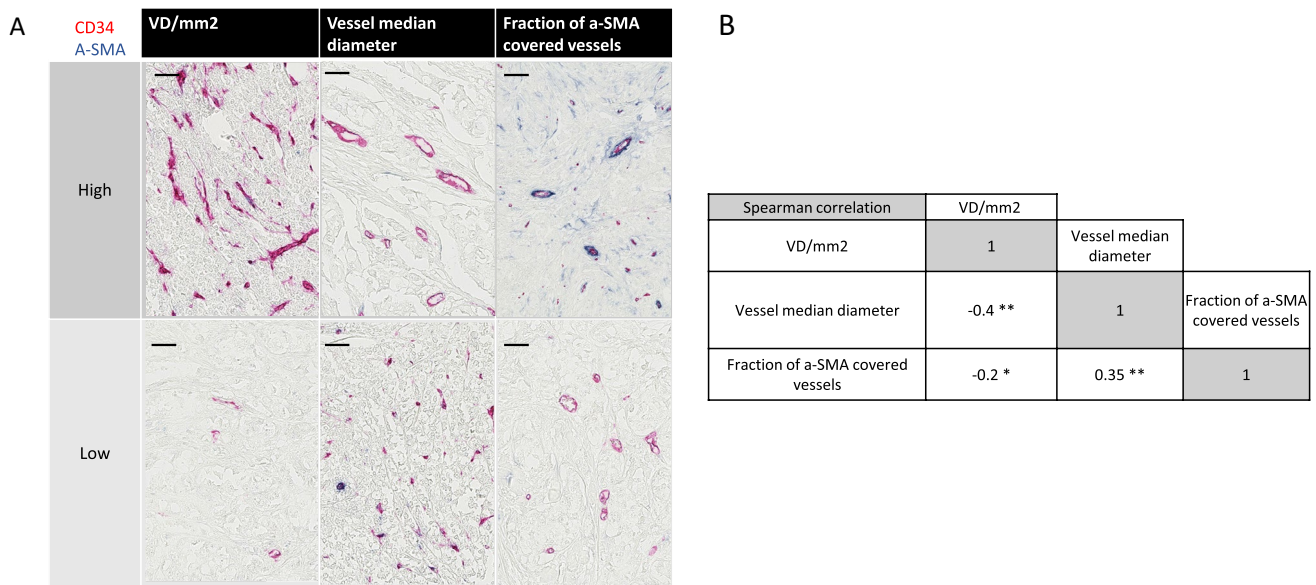 A
CD34
A-SMA
VD/mm2
Vessel median
diameter
Fraction of a-SMA
covered vessels
High
Low
B
Spearman correlation
VD/mm2
VD/mm2
1
Vessel median
diameter
Vessel median diameter
-0.4 **
1
Fraction of a-SMA
covered vessels
Fraction of a-SMA covered
vessels
-0.2 *
0.35 **
1